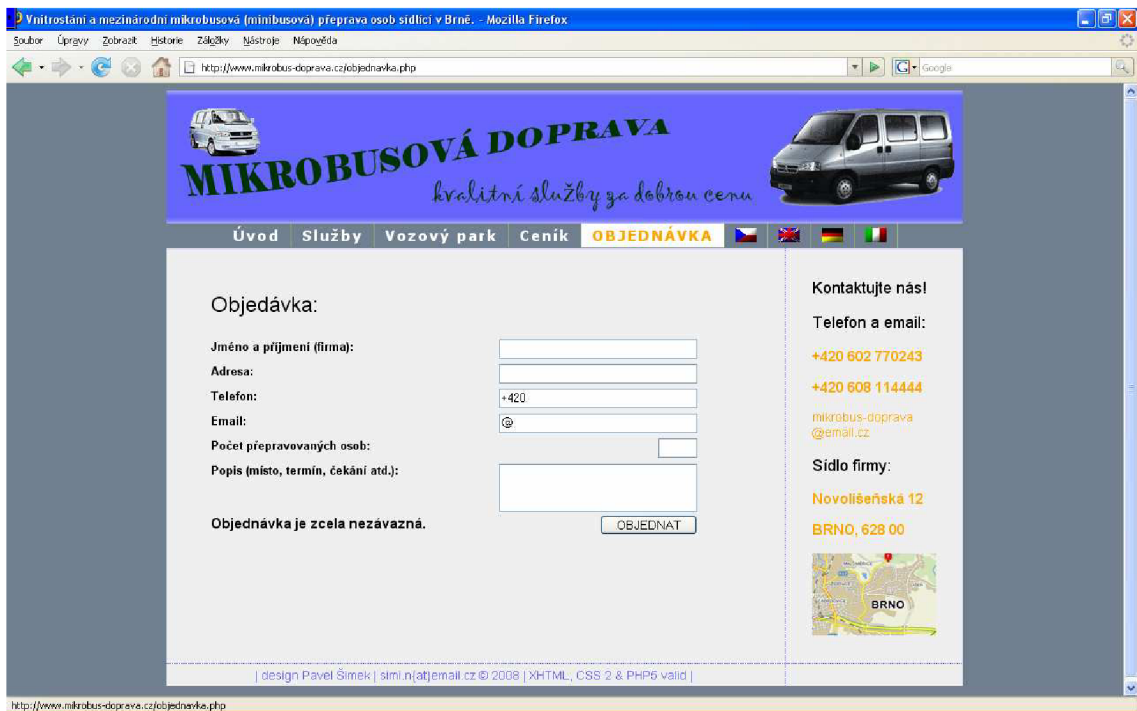 Vnitrostání a mezinárodní mikrobusová (minibusová) přeprava osob sídlící v Brně. - Mozilla Firefox
Soubor Úpravy Zobrazit Historie Záložky Nástroje Nápověda
http://www.mikrobus-doprava.cz/objednavka.php
Google
MIKROBUSOVÁ DOPRAVA
kvalitní služby za dobrou cenu
Úvod Služby Vozový park Ceník OBJEDNÁVKA
Objedávka:
Jméno a příjmení (firma):
Adresa:
Telefon: +420
Email: @
Počet přepravovaných osob:
Popis (místo, termín, čekání atd.):
Objednávka je zcela nezávazná. OBJEDNAT
Kontaktujte nás!
Telefon a email:
+420 602 770243
+420 608 114444
mikrobus-doprava
@email.cz
Sídlo firmy:
Novolíšeňská 12
BRNO, 628 00
BRNO
| design Pavel Šimek | simi.n{at}email.cz © 2008 | XHTML, CSS 2 & PHP5 valid |
http://www.mikrobus-doprava.cz/objednavka.php